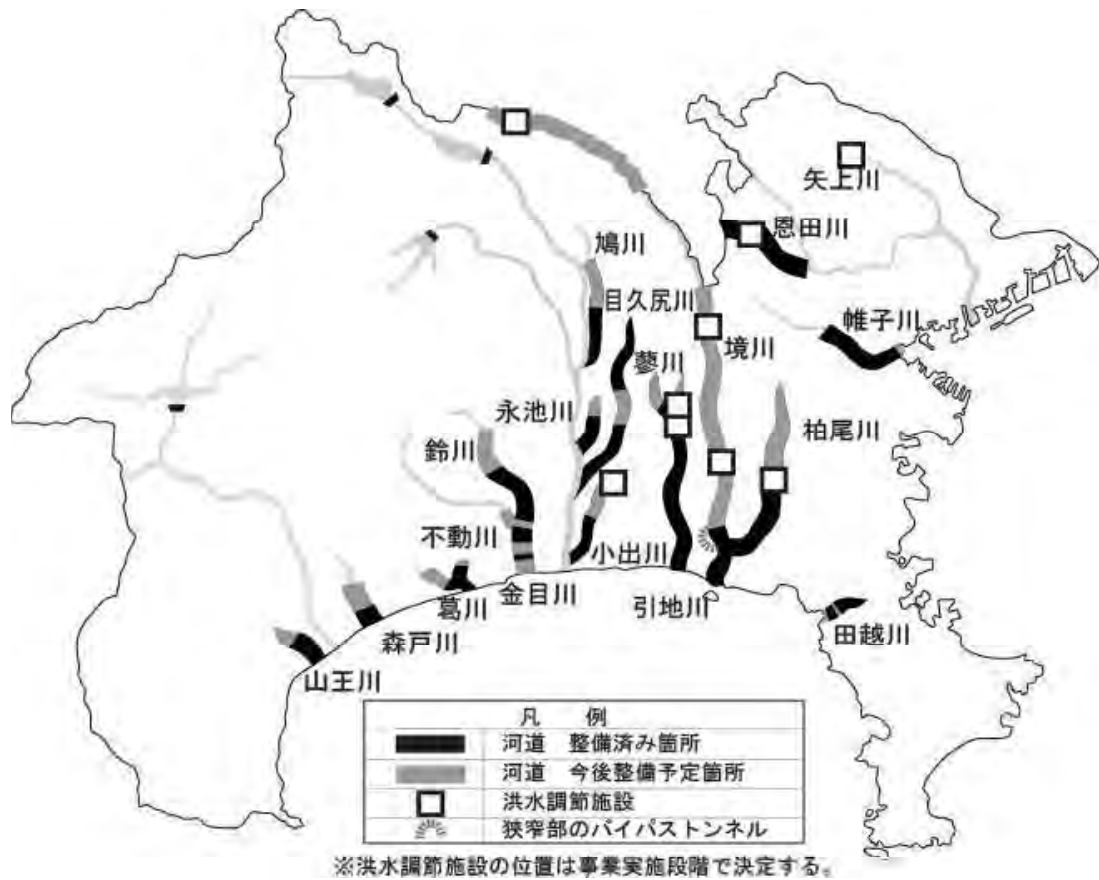 矢上川
恩田川
鳩川
目久尻川
帷子川
境川
蓼川
永池川
柏尾川
鈴川
不動川
小出川
葛川
金目川
引地川
田越川
森戸川
山王川
凡 例
河道 整備済み箇所
河道 今後整備予定箇所
洪水調節施設
狭窄部のバイパストンネル
※洪水調節施設の位置は事業実施段階で決定する。